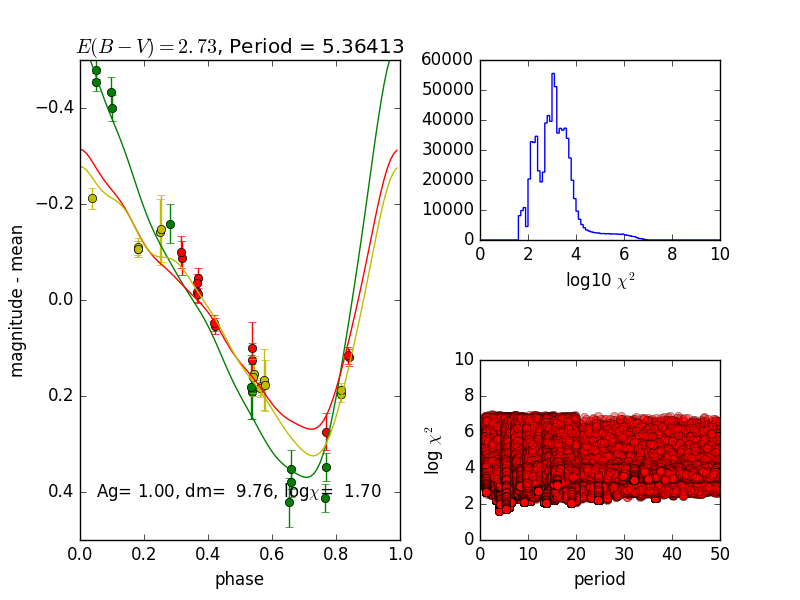 E(B − V) = 2.73, Period = 5.36413
−0.4
−0.2
0.0
0.2
0.4
magnitude - mean
Ag= 1.00, dm=  9.76, logχ=  1.70
0.0 0.2 0.4 0.6 0.8 1.0
phase
60000
50000
40000
30000
20000
10000
0
0 2 4 6 8 10
log10 χ²
10
8
6
4
2
0
log χ²
0 10 20 30 40 50
period